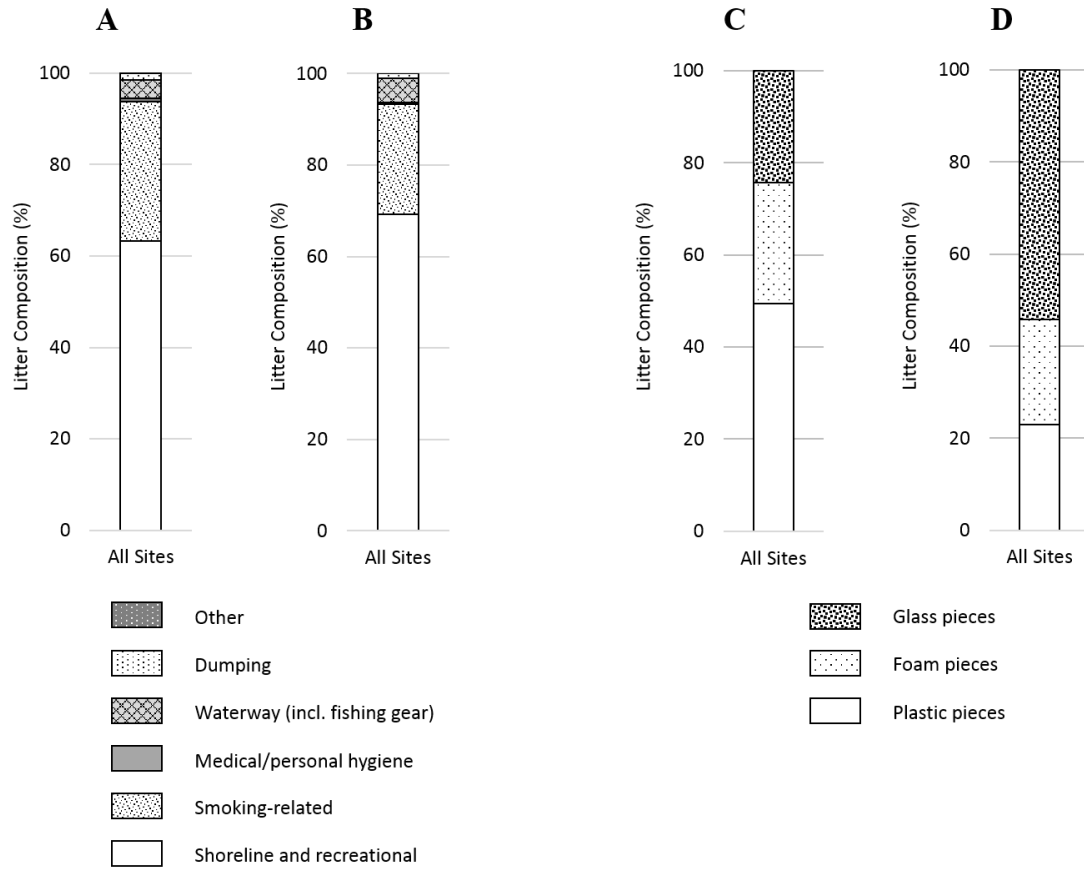 A
B
C
D
Litter Composition (%)
100
80
60
40
20
0
All Sites
Litter Composition (%)
100
80
60
40
20
0
All Sites
Litter Composition (%)
100
80
60
40
20
0
All Sites
Litter Composition (%)
100
80
60
40
20
0
All Sites
Other
Dumping
Waterway (incl. fishing gear)
Medical/personal hygiene
Smoking-related
Shoreline and recreational
Glass pieces
Foam pieces
Plastic pieces